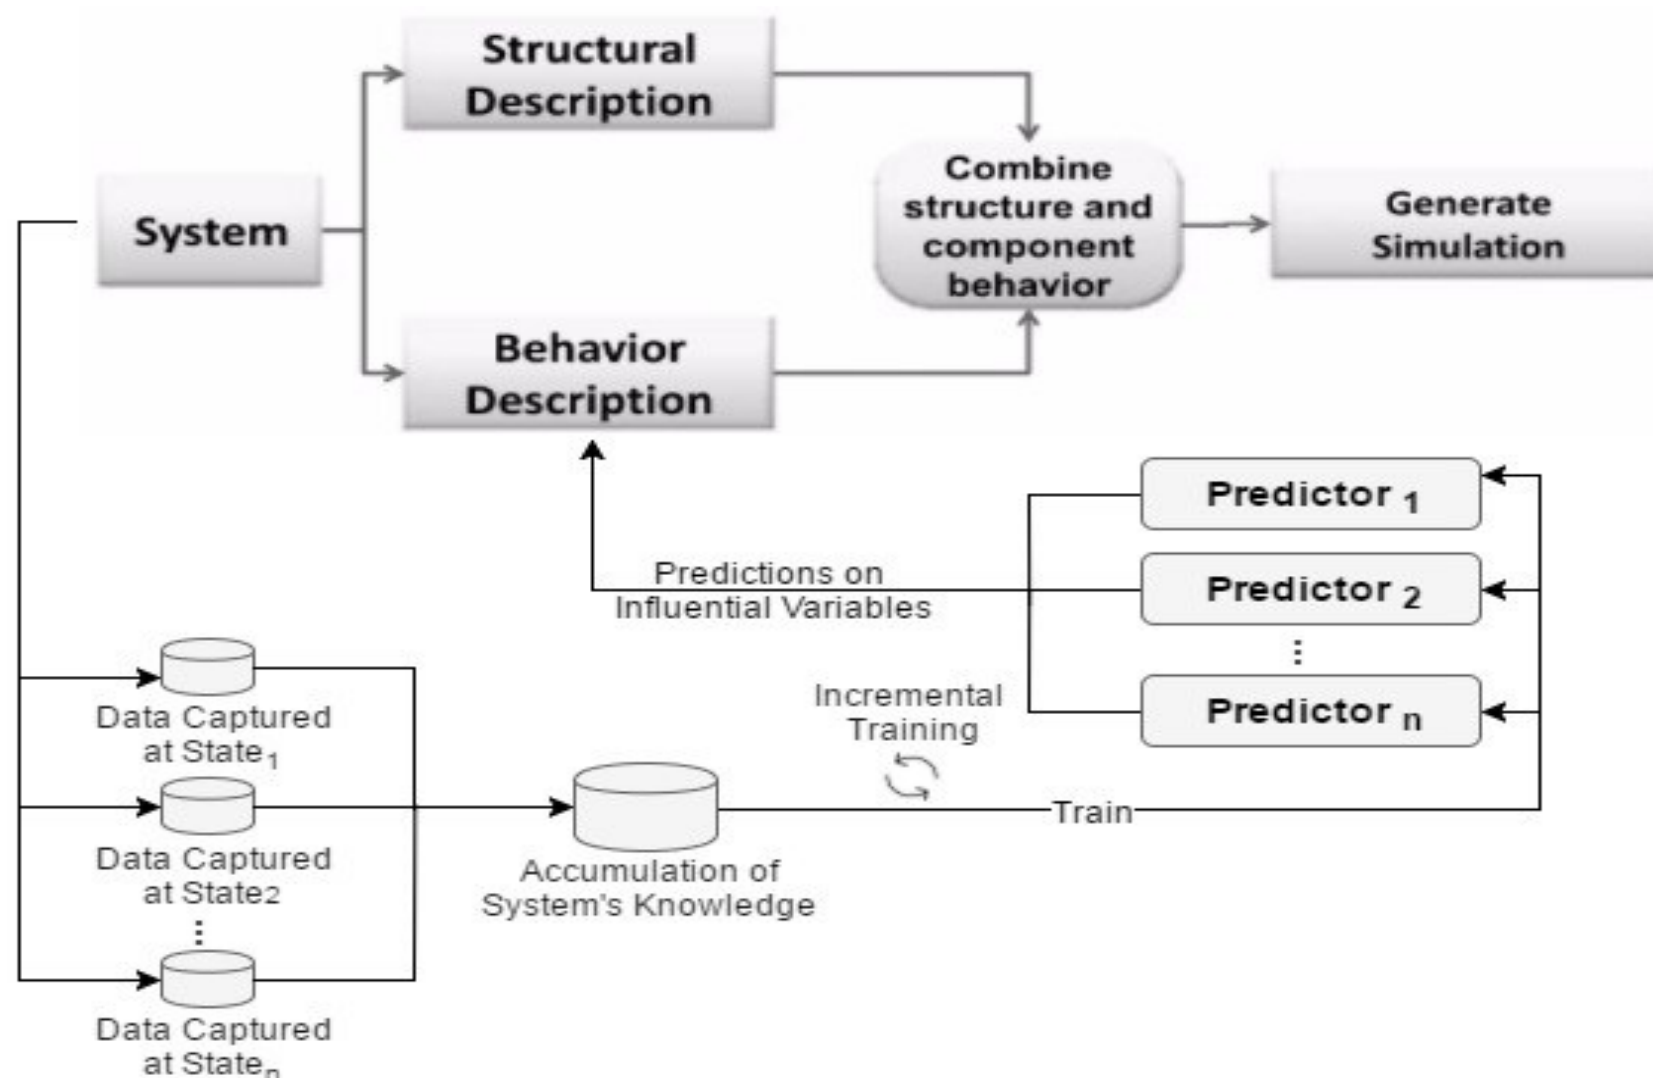 Structural
Description
System
Combine
structure and
component
behavior
Generate
Simulation
Behavior
Description
Predictor 1
Predictions on
Influential Variables
Predictor 2
⋮
Predictor n
Incremental
Training
Train
Data Captured
at State1
Data Captured
at State2
⋮
Data Captured
at Staten
Accumulation of
System's Knowledge